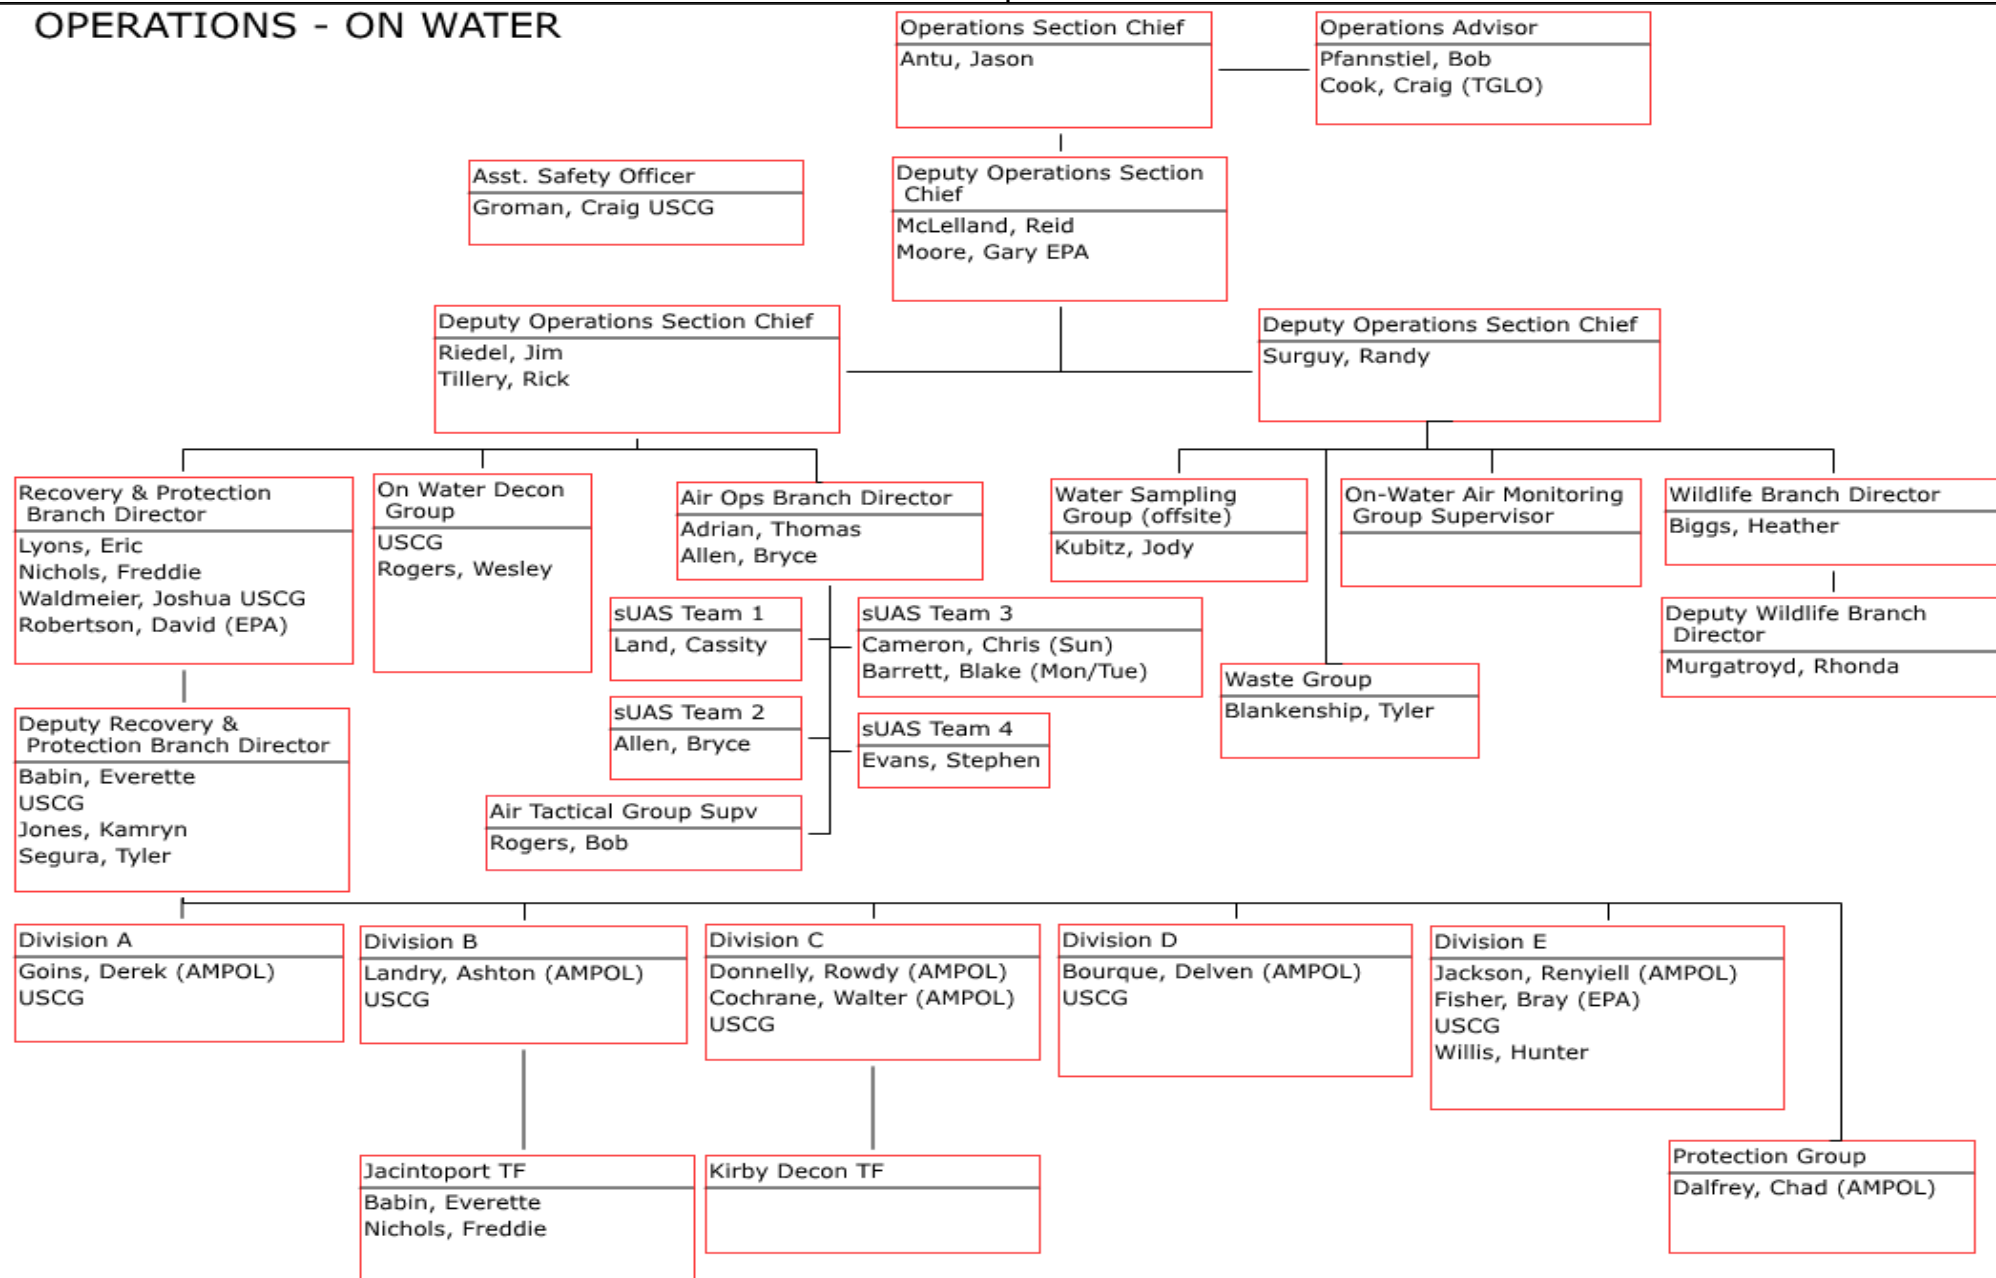 OPERATIONS - ON WATER
Operations Section Chief
Antu, Jason
Operations Advisor
Pfannstiel, Bob
Cook, Craig (TGLO)
Asst. Safety Officer
Groman, Craig USCG
Deputy Operations Section
Chief
McLelland, Reid
Moore, Gary EPA
Deputy Operations Section Chief
Riedel, Jim
Tillery, Rick
Deputy Operations Section Chief
Surguy, Randy
Recovery & Protection
Branch Director
Lyons, Eric
Nichols, Freddie
Waldmeier, Joshua USCG
Robertson, David (EPA)
On Water Decon
Group
USCG
Rogers, Wesley
Air Ops Branch Director
Adrian, Thomas
Allen, Bryce
Water Sampling
Group (offsite)
Kubitz, Jody
On-Water Air Monitoring
Group Supervisor
Wildlife Branch Director
Biggs, Heather
sUAS Team 1
Land, Cassity
sUAS Team 3
Cameron, Chris (Sun)
Barrett, Blake (Mon/Tue)
Deputy Wildlife Branch
Director
Murgatroyd, Rhonda
Waste Group
Blankenship, Tyler
sUAS Team 2
Allen, Bryce
sUAS Team 4
Evans, Stephen
Deputy Recovery &
Protection Branch Director
Babin, Everette
USCG
Jones, Kamryn
Segura, Tyler
Air Tactical Group Supv
Rogers, Bob
Division A
Goins, Derek (AMPOL)
USCG
Division B
Landry, Ashton (AMPOL)
USCG
Division C
Donnelly, Rowdy (AMPOL)
Cochrane, Walter (AMPOL)
USCG
Division D
Bourque, Delven (AMPOL)
USCG
Division E
Jackson, Renyiell (AMPOL)
Fisher, Bray (EPA)
USCG
Willis, Hunter
Jacintoport TF
Babin, Everette
Nichols, Freddie
Kirby Decon TF
Protection Group
Dalfrey, Chad (AMPOL)